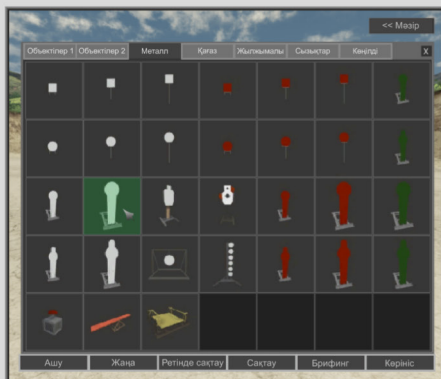 << Мәзір
Объектілер 1 Объектілер 2 Металл Қағаз Жылжымалы Сызықтар Көңілді X
Ашу Жаңа Ретінде сақтау Сақтау Брифинг Көрініс